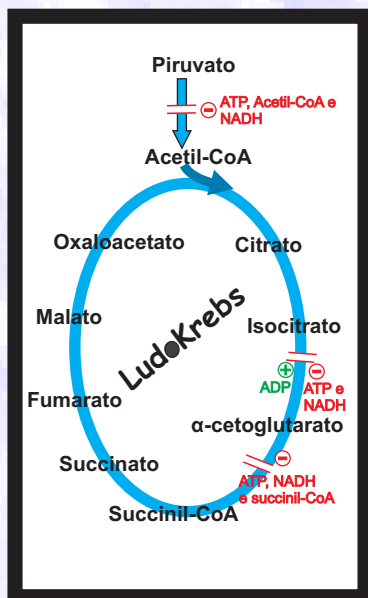 Piruvato
ATP, Acetil-CoA e
NADH
Acetil-CoA
Oxaloacetato
Citrato
LudoKrebs
Malato
Isocitrato
ADP
ATP e
NADH
Fumarato
α-cetoglutarato
Succinato
ATP, NADH
e succinil-CoA
Succinil-CoA